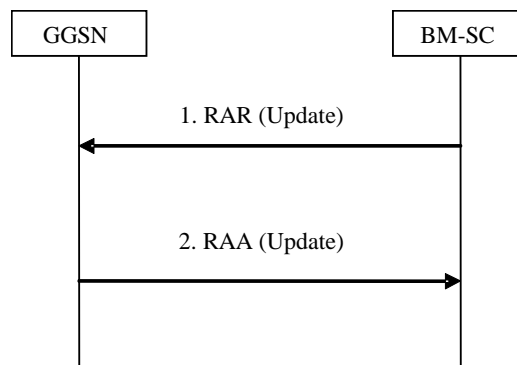 GGSN
BM-SC
1. RAR (Update)
2. RAA (Update)